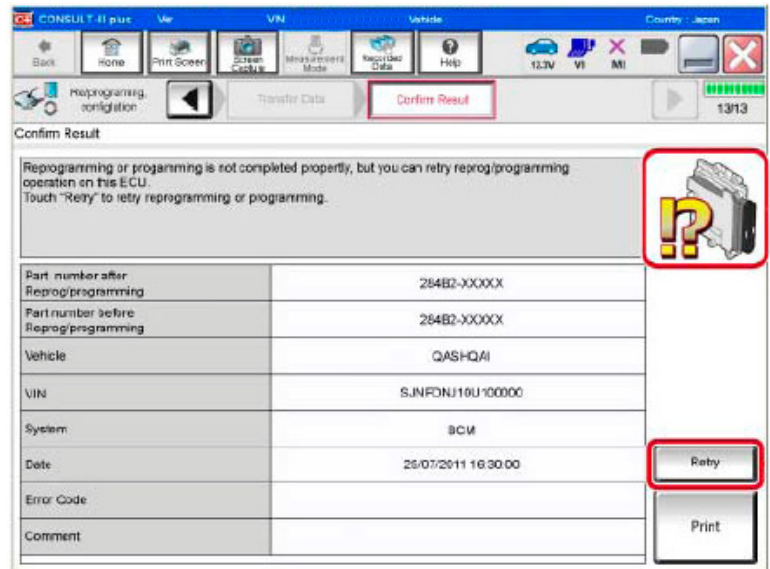 CONSULT-II plus Ver VIN Vehicle Country : Japan
Back Home Print Screen Screen Capture Measurement Mode Recorded Data Help 12.3V VI MI
Reprograming, configlation Transfer Data Confirm Result 13/13
Confirm Result
Reprogramming or progamming is not completed propertly, but you can retry reprog/programming
operation on this ECU.
Touch "Retry" to retry reprogramming or programming.
!?
Part number after
Reprog/programming 284B2-XXXXX
Part number before
Reprog/programming 284B2-XXXXX
Vehicle QASHQAI
VIN SJNFDNJ10U100000
System BCM
Date 26/07/2011 16:30:00 Retry
Error Code
Comment Print